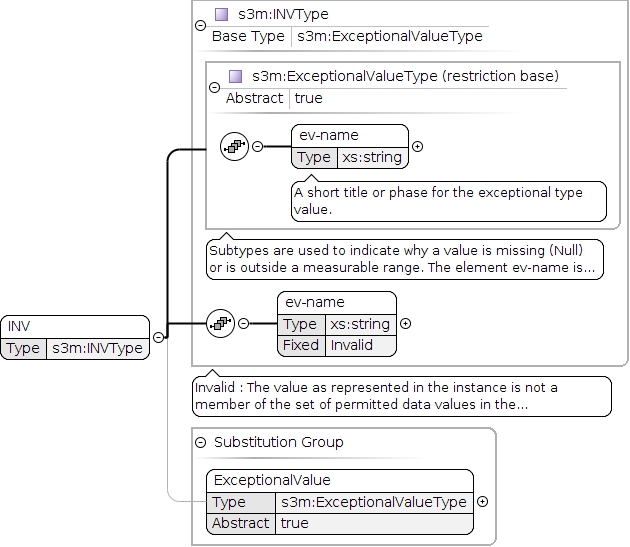 s3m:INVType
Base Type s3m:ExceptionalValueType
s3m:ExceptionalValueType (restriction base)
Abstract true
ev-name
Type xs:string
A short title or phase for the exceptional type
value.
Subtypes are used to indicate why a value is missing (Null)
or is outside a measurable range. The element ev-name is...
ev-name
Type xs:string
Fixed Invalid
INV
Type s3m:INVType
Invalid : The value as represented in the instance is not a
member of the set of permitted data values in the...
Substitution Group
ExceptionalValue
Type s3m:ExceptionalValueType
Abstract true